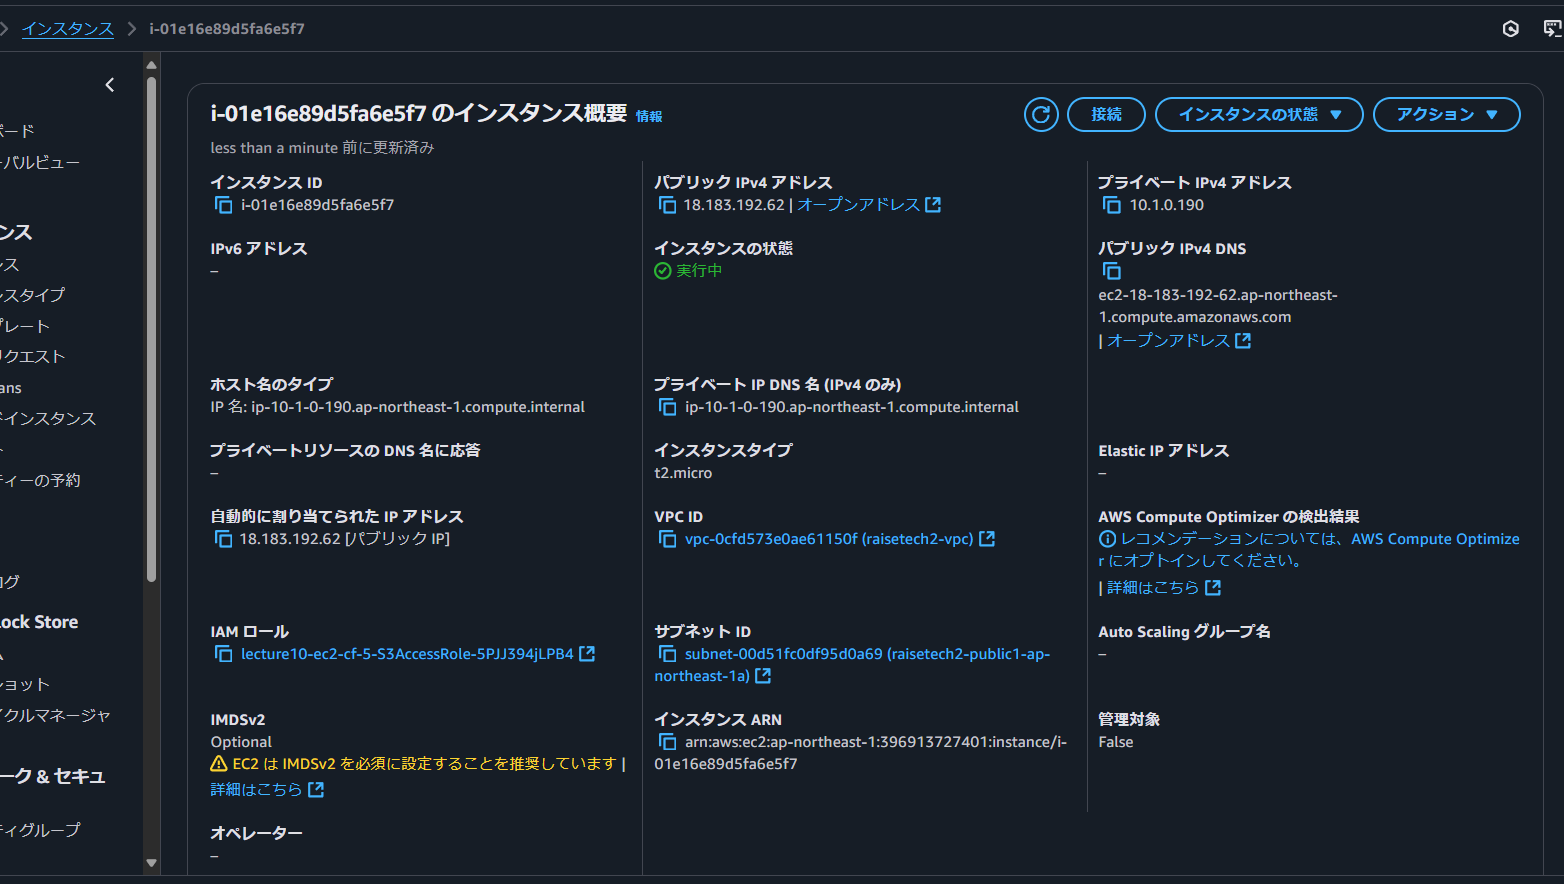 インスタンス
i-01e16e89d5fa6e5f7
ボード
ーバルビュー
ンス
ンス
ンスタイプ
プレート
リクエスト
ans
ドインスタンス
ト
ティーの予約
ログ
lock Store
ム
ショット
イクルマネージャ
ーク & セキュ
ティグループ
i-01e16e89d5fa6e5f7 のインスタンス概要 情報
less than a minute 前に更新済み
接続
インスタンスの状態
アクション
インスタンス ID
i-01e16e89d5fa6e5f7
パブリック IPv4 アドレス
18.183.192.62 | オープンアドレス
プライベート IPv4 アドレス
10.1.0.190
IPv6 アドレス
–
インスタンスの状態
実行中
パブリック IPv4 DNS
ec2-18-183-192-62.ap-northeast-
1.compute.amazonaws.com
| オープンアドレス
ホスト名のタイプ
IP 名: ip-10-1-0-190.ap-northeast-1.compute.internal
プライベート IP DNS 名 (IPv4 のみ)
ip-10-1-0-190.ap-northeast-1.compute.internal
プライベートリソースの DNS 名に応答
–
インスタンスタイプ
t2.micro
Elastic IP アドレス
–
自動的に割り当てられた IP アドレス
18.183.192.62 [パブリック IP]
VPC ID
vpc-0cfd573e0ae61150f (raisetech2-vpc)
AWS Compute Optimizer の検出結果
レコメンデーションについては、AWS Compute Optimize
r にオプトインしてください。
| 詳細はこちら
IAM ロール
lecture10-ec2-cf-5-S3AccessRole-5PJJ394jLPB4
サブネット ID
subnet-00d51fc0df95d0a69 (raisetech2-public1-ap-
northeast-1a)
Auto Scaling グループ名
–
IMDSv2
Optional
EC2 は IMDSv2 を必須に設定することを推奨しています |
詳細はこちら
インスタンス ARN
arn:aws:ec2:ap-northeast-1:396913727401:instance/i-
01e16e89d5fa6e5f7
管理対象
False
オペレーター
–